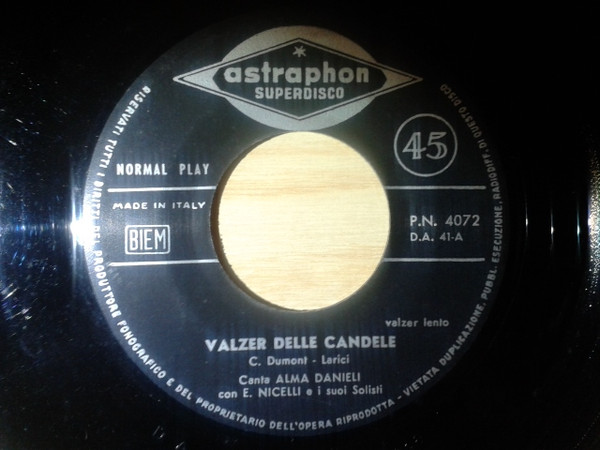 astraphon
SUPERDISCO
45
NORMAL PLAY
MADE IN ITALY
BIEM
P.N. 4072
D.A. 41-A
valzer lento
VALZER DELLE CANDELE
C. Dumont - Larici
Canta ALMA DANIELI
con E. NICELLI e i suoi Solisti
RISERVATI TUTTI I DIRITTI DEL PRODUTTORE FONOGRAFICO E DEL PROPRIETARIO DELL'OPERA RIPRODOTTA - VIETATA DUPLICAZIONE, PUBBL. ESECUZIONE, RADIODIFF. DI QUESTO DISCO